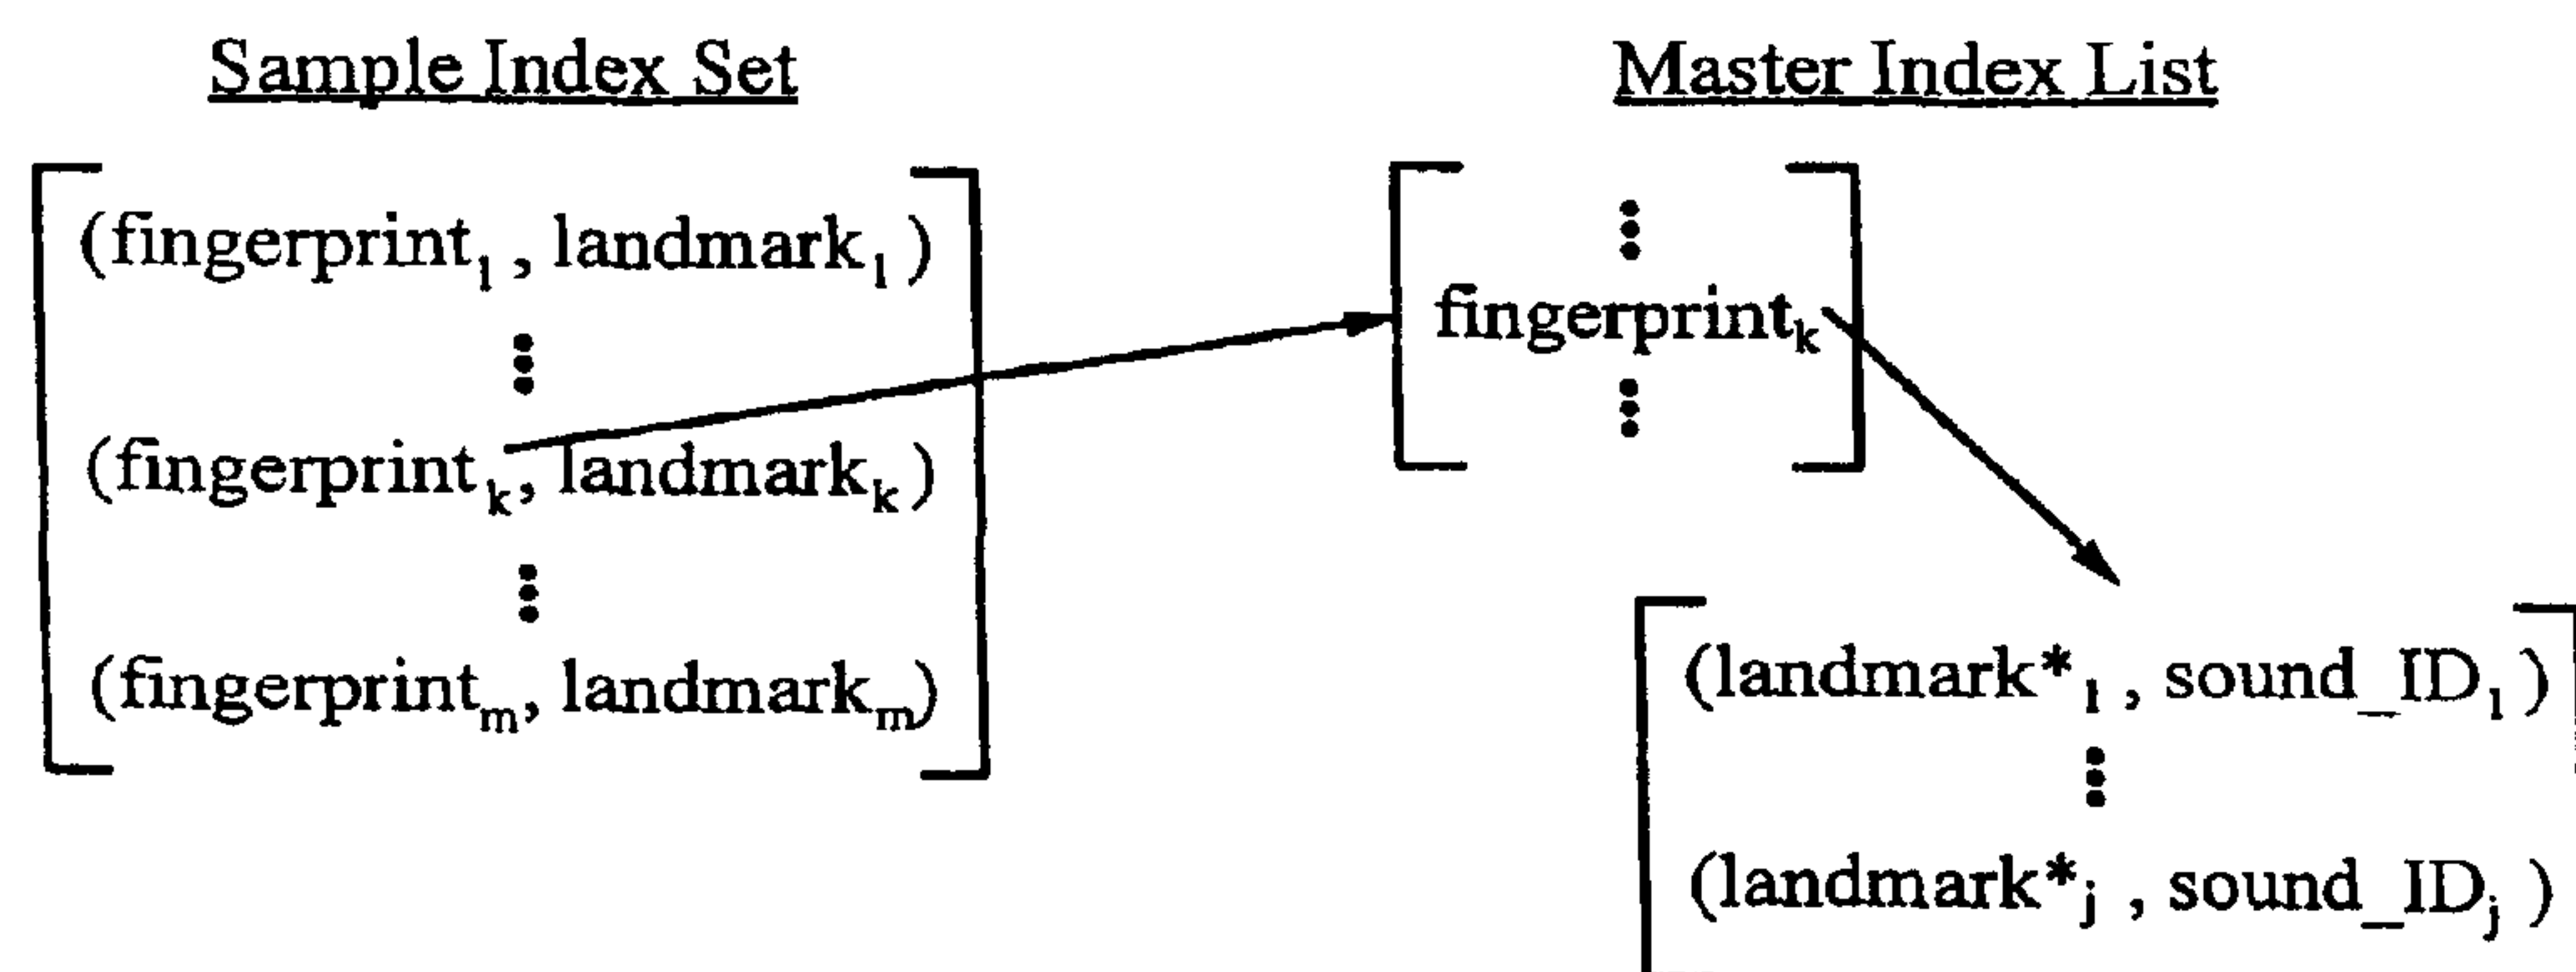 Sample Index Set
(fingerprint₁, landmark₁)
(fingerprintₖ, landmarkₖ)
(fingerprintₘ, landmarkₘ)
Master Index List
fingerprintₖ
(landmark*₁, sound_ID₁)
(landmark*ⱼ, sound_IDⱼ)